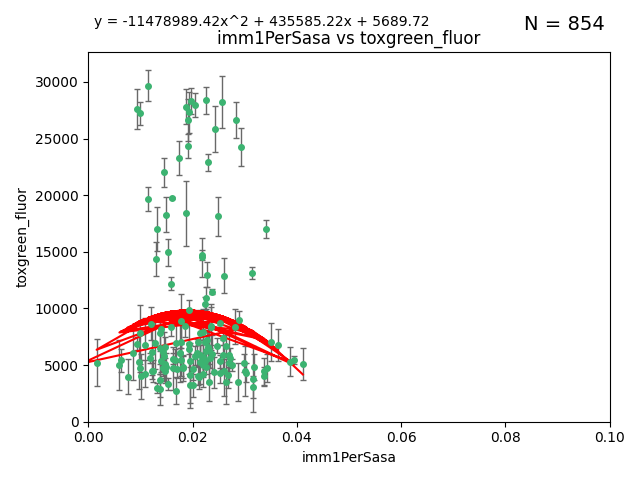 y = -11478989.42x^2 + 435585.22x + 5689.72
N = 854
imm1PerSasa vs toxgreen_fluor
30000
25000
20000
15000
10000
5000
0
toxgreen_fluor
0.00 0.02 0.04 0.06 0.08 0.10
imm1PerSasa